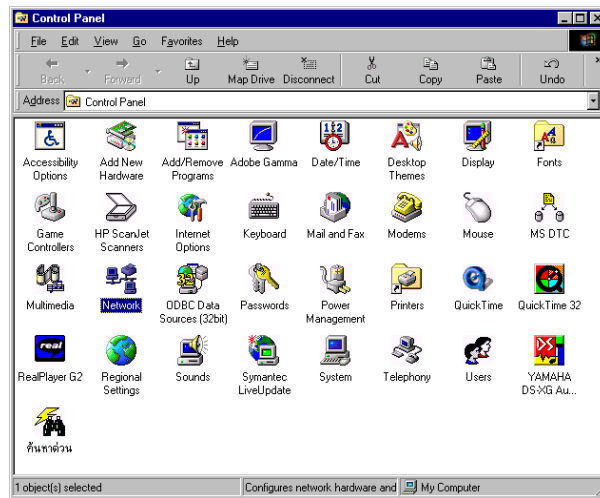 Control Panel
File Edit View Go Favorites Help
Back Forward Up Map Drive Disconnect Cut Copy Paste Undo
Address Control Panel
Accessibility Options
Add New Hardware
Add/Remove Programs
Adobe Gamma
Date/Time
Desktop Themes
Display
Fonts
Game Controllers
HP ScanJet Scanners
Internet Options
Keyboard
Mail and Fax
Modems
Mouse
MS DTC
Multimedia
Network
ODBC Data Sources (32bit)
Passwords
Power Management
Printers
QuickTime
QuickTime 32
real
RealPlayer G2
Regional Settings
Sounds
Symantec LiveUpdate
System
Telephony
Users
YAMAHA DS-XG Au...
ค้นหาด่วน
1 object(s) selected
Configures network hardware and
My Computer